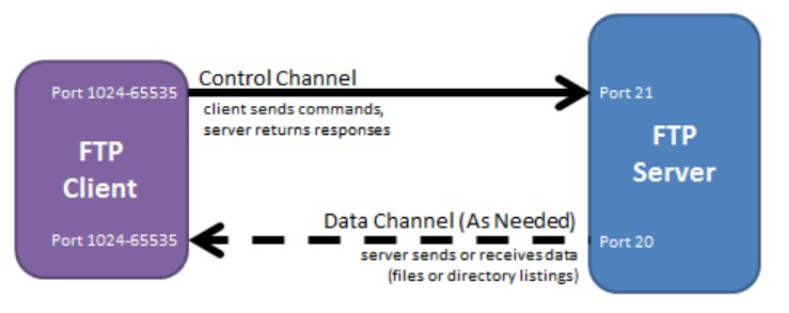 Port 1024-65535
FTP
Client
Port 1024-65535
Control Channel
client sends commands,
server returns responses
Data Channel (As Needed)
server sends or receives data
(files or directory listings)
Port 21
FTP
Server
Port 20